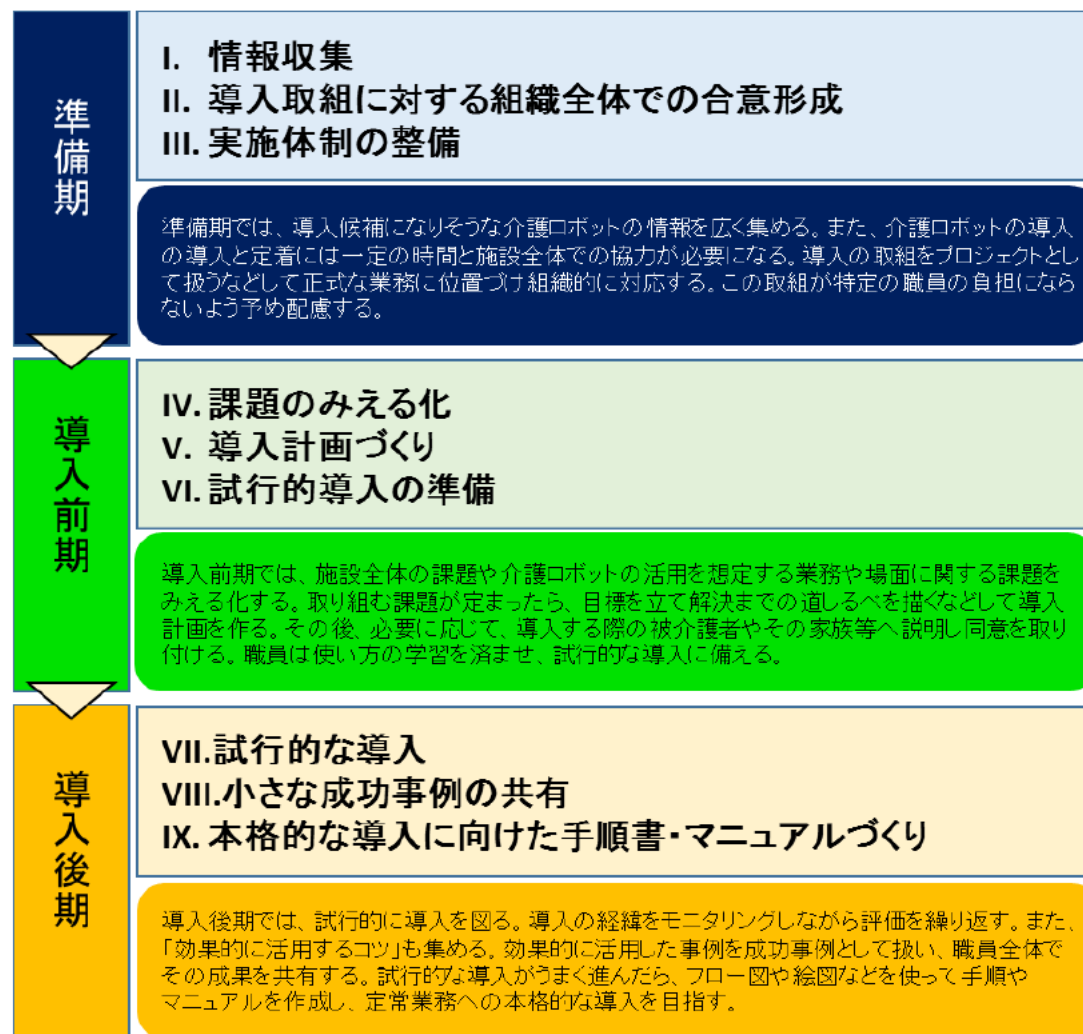 準備期
I. 情報収集
II. 導入取組に対する組織全体での合意形成
III. 実施体制の整備
準備期では、導入候補になりそうな介護ロボットの情報を広く集める。また、介護ロボットの導入
の導入と定着には一定の時間と施設全体での協力が必要になる。導入の取組をプロジェクトとし
て扱うなどして正式な業務に位置づけ組織的に対応する。この取組が特定の職員の負担になら
ないよう予め配慮する。
導入前期
IV. 課題のみえる化
V. 導入計画づくり
VI. 試行的導入の準備
導入前期では、施設全体の課題や介護ロボットの活用を想定する業務や場面に関する課題を
みえる化する。取り組む課題が定まったら、目標を立て解決までの道しるべを描くなどして導入
計画を作る。その後、必要に応じて、導入する際の被介護者やその家族等へ説明し同意を取り
付ける。職員は使い方の学習を済ませ、試行的な導入に備える。
導入後期
VII.試行的な導入
VIII.小さな成功事例の共有
IX. 本格的な導入に向けた手順書・マニュアルづくり
導入後期では、試行的に導入を図る。導入の経緯をモニタリングしながら評価を繰り返す。また、
「効果的に活用するコツ」も集める。効果的に活用した事例を成功事例として扱い、職員全体で
その成果を共有する。試行的な導入がうまく進んだら、フロー図や絵図などを使って手順や
マニュアルを作成し、定常業務への本格的な導入を目指す。